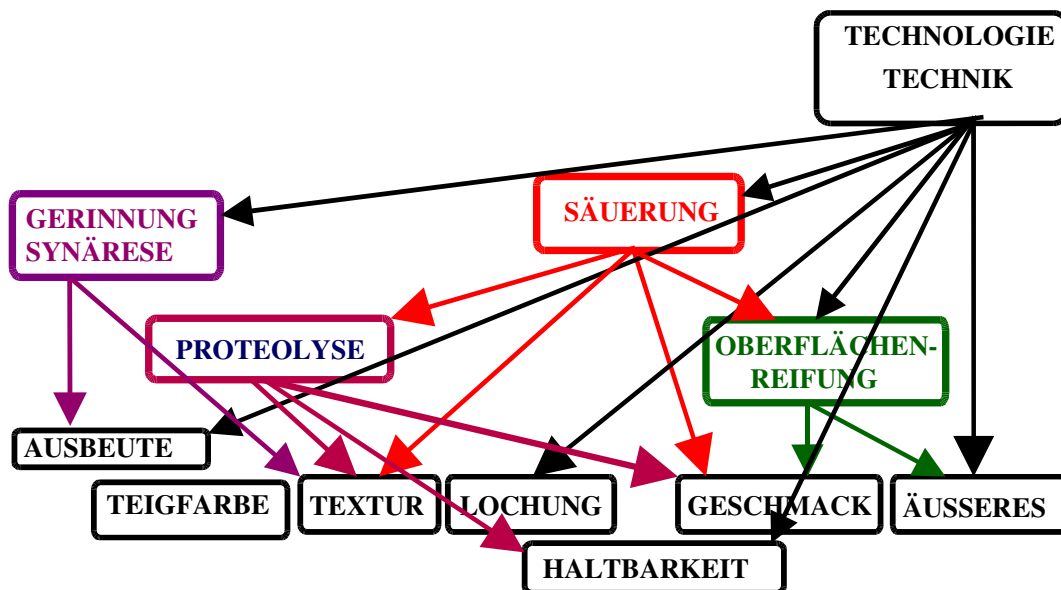 TECHNOLOGIE
TECHNIK
GERINNUNG
SYNÄRESE
SÄUERUNG
PROTEOLYSE
OBERFLÄCHEN-
REIFUNG
AUSBEUTE
TEIGFARBE
TEXTUR
LOCHUNG
GESCHMACK
ÄUSSERES
HALTBARKEIT